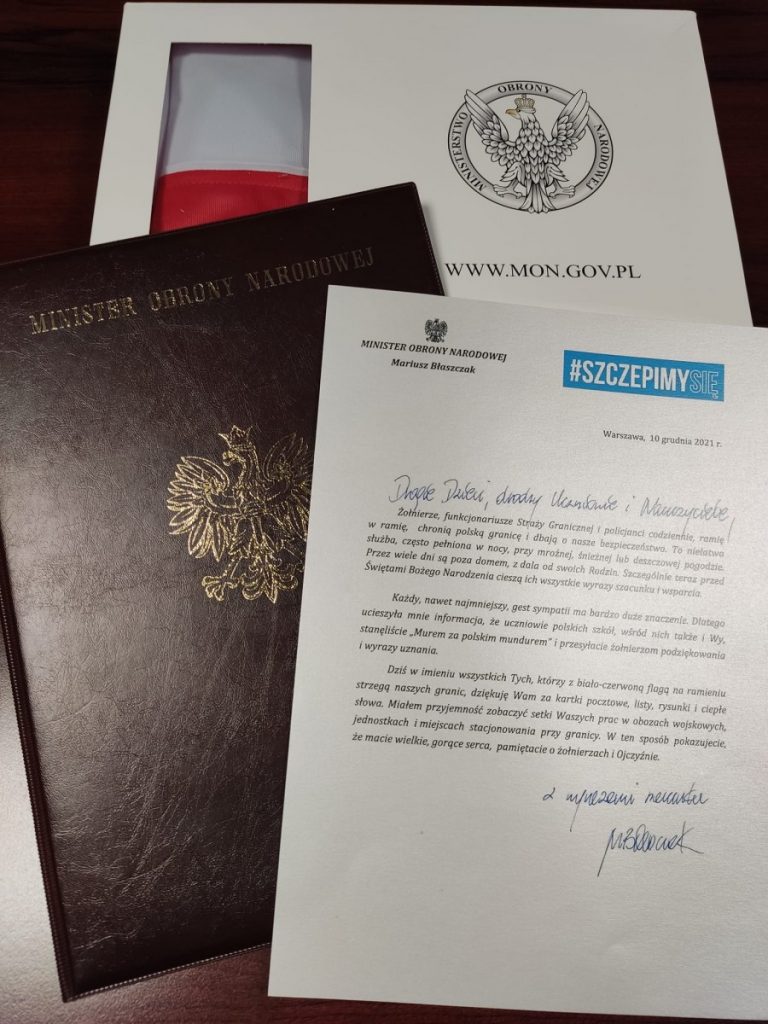 MINISTERSTWO OBRONY NARODOWEJ
WWW.MON.GOV.PL
MINISTER OBRONY NARODOWEJ
MINISTER OBRONY NARODOWEJ
Mariusz Błaszczak
#SZCZEPIMYSIĘ
Warszawa, 10 grudnia 2021 r.
Drogie Dzieci, drodzy Uczniowie i Nauczyciele,
Żołnierze, funkcjonariusze Straży Granicznej i policjanci codziennie, ramię
w ramię, chronią polską granicę i dbają o nasze bezpieczeństwo. To niełatwa
służba, często pełniona w nocy, przy mroźnej, śnieżnej lub deszczowej pogodzie.
Przez wiele dni są poza domem, z dala od swoich Rodzin. Szczególnie teraz przed
Świętami Bożego Narodzenia cieszą ich wszystkie wyrazy szacunku i wsparcia.
Każdy, nawet najmniejszy, gest sympatii ma bardzo duże znaczenie. Dlatego
ucieszyła mnie informacja, że uczniowie polskich szkół, wśród nich także i Wy,
stanęliście „Murem za polskim mundurem" i przesyłacie żołnierzom podziękowania
i wyrazy uznania.
Dziś w imieniu wszystkich Tych, którzy z biało-czerwoną flagą na ramieniu
strzegą naszych granic, dziękuję Wam za kartki pocztowe, listy, rysunki i ciepłe
słowa. Miałem przyjemność zobaczyć setki Waszych prac w obozach wojskowych,
jednostkach i miejscach stacjonowania przy granicy. W ten sposób pokazujecie,
że macie wielkie, gorące serca, pamiętacie o żołnierzach i Ojczyźnie.
z wyrazami szacunku
MBłaszczak